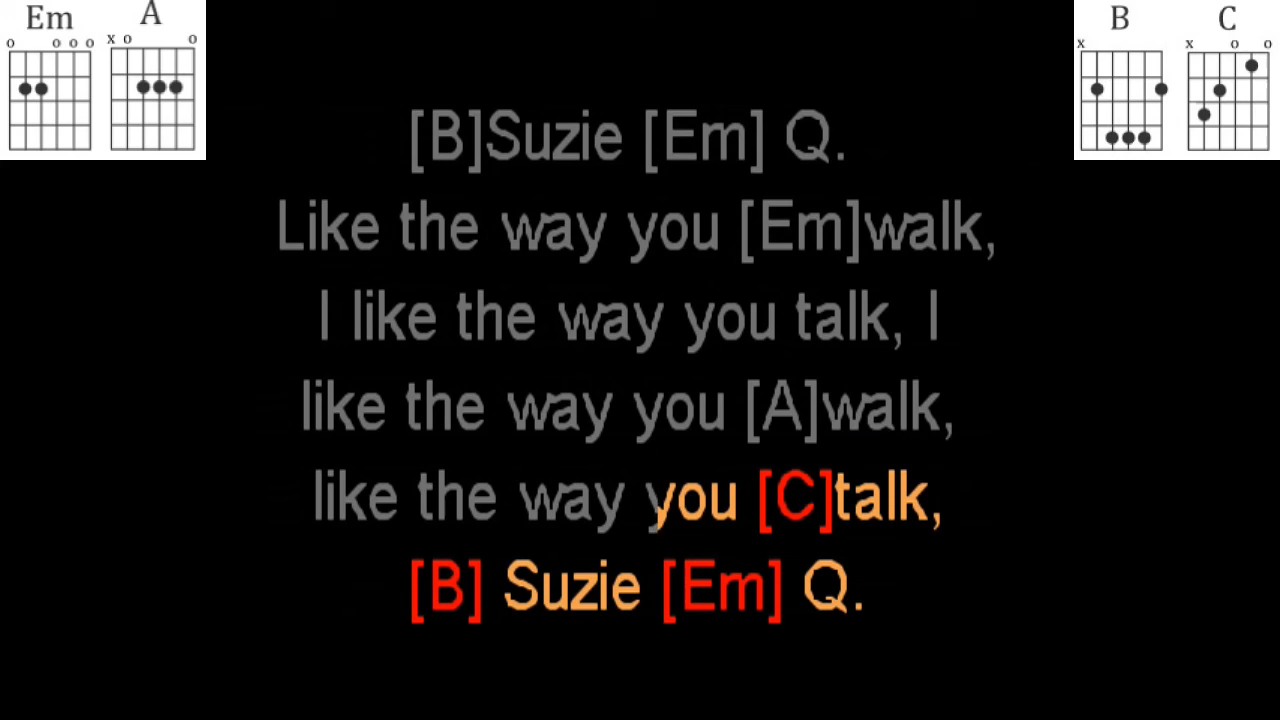 Em A B C
o o o o x o o x x o o
[B]Suzie [Em] Q.
Like the way you [Em]walk,
I like the way you talk, I
like the way you [A]walk,
like the way you [C]talk,
[B] Suzie [Em] Q.